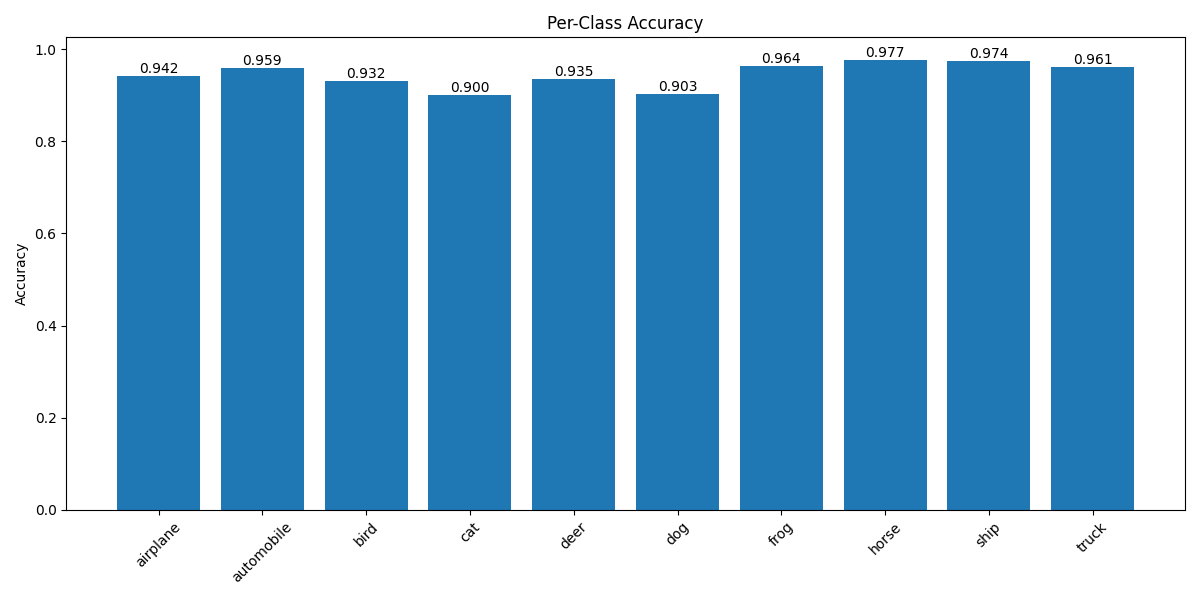 Per-Class Accuracy
Accuracy
1.0
0.8
0.6
0.4
0.2
0.0
0.942
0.959
0.932
0.900
0.935
0.903
0.964
0.977
0.974
0.961
airplane
automobile
bird
cat
deer
dog
frog
horse
ship
truck